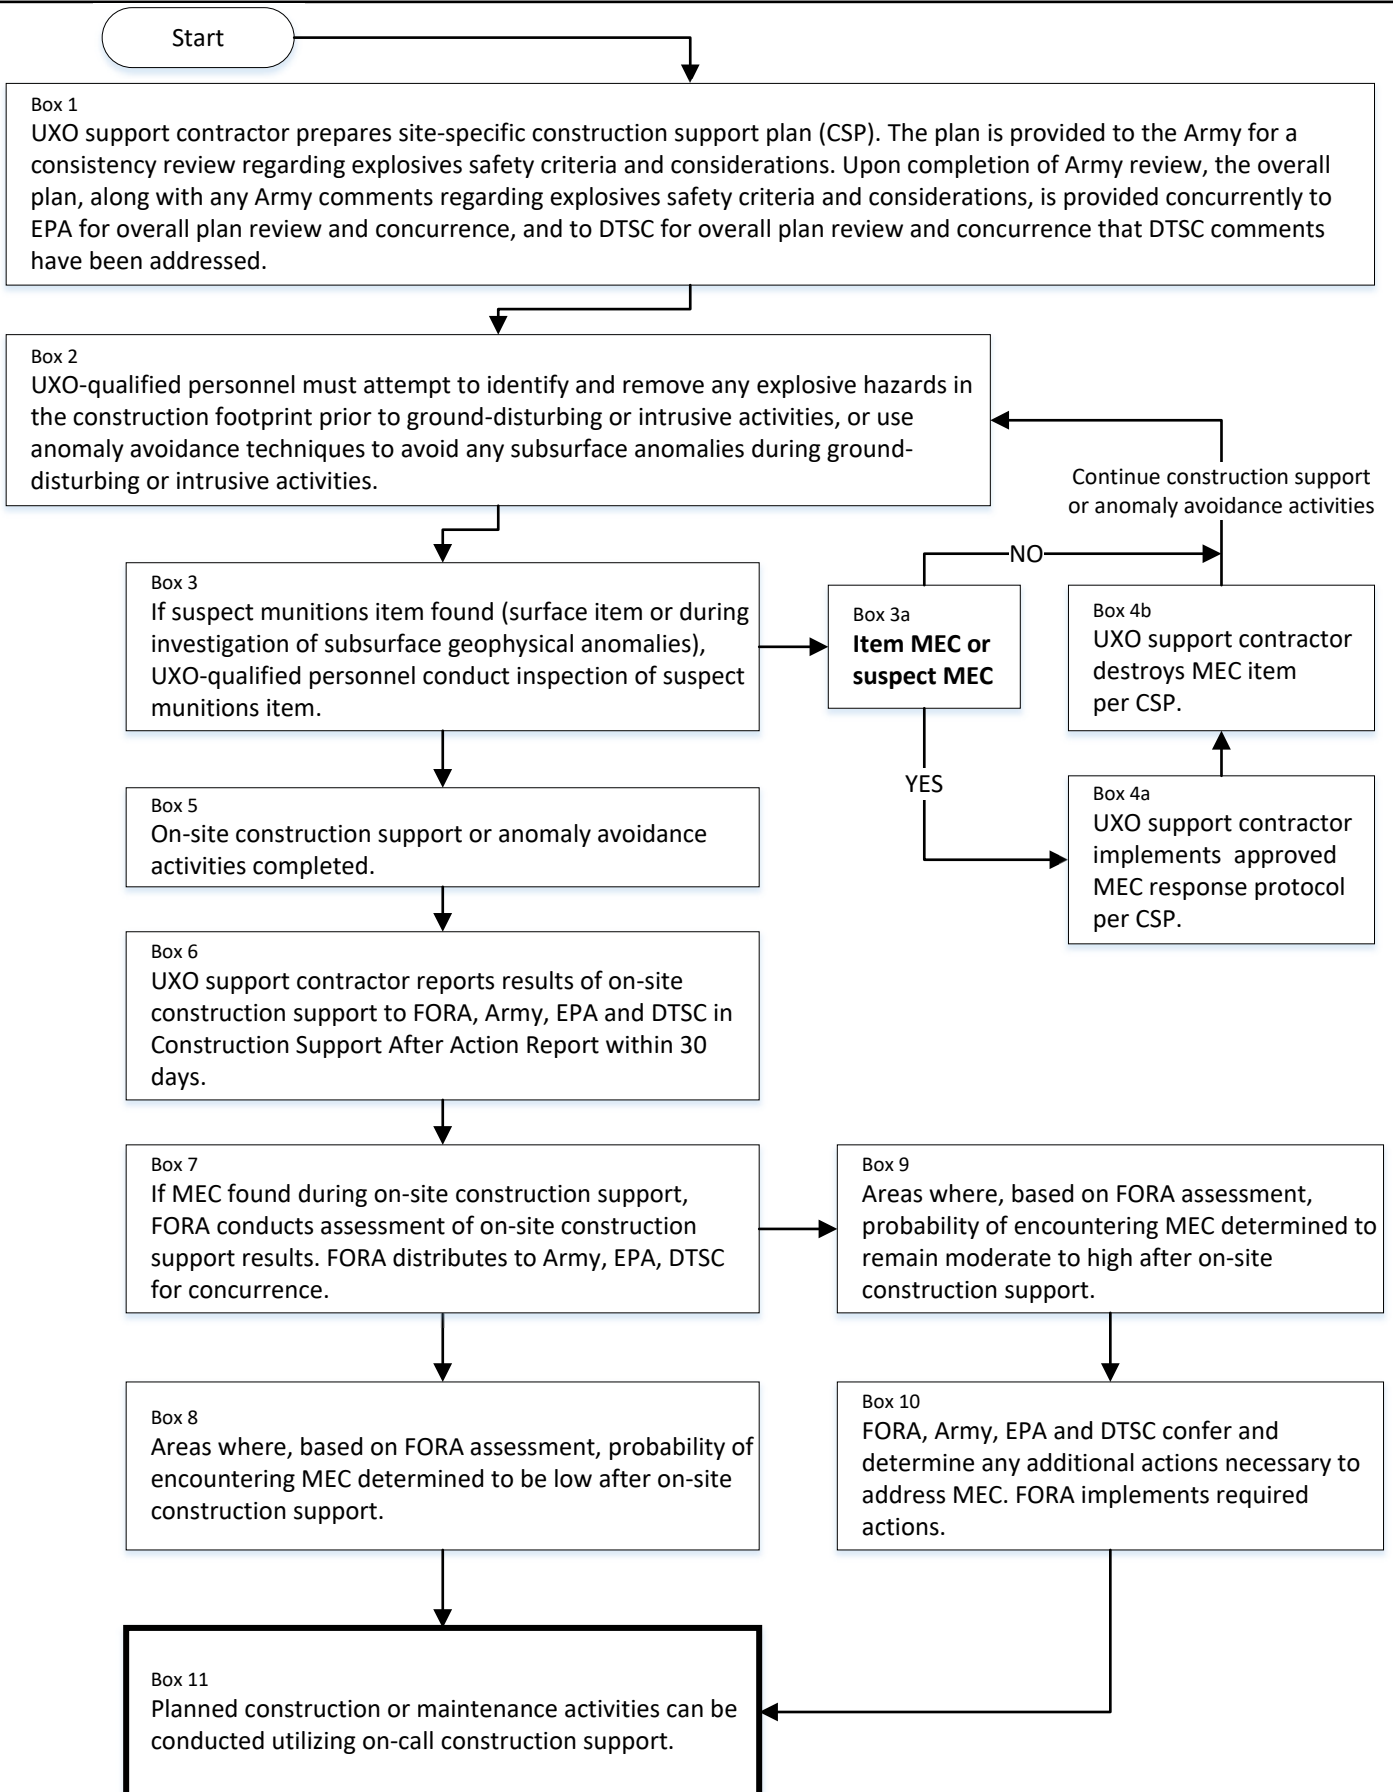 Start
Box 1
UXO support contractor prepares site-specific construction support plan (CSP). The plan is provided to the Army for a
consistency review regarding explosives safety criteria and considerations. Upon completion of Army review, the overall
plan, along with any Army comments regarding explosives safety criteria and considerations, is provided concurrently to
EPA for overall plan review and concurrence, and to DTSC for overall plan review and concurrence that DTSC comments
have been addressed.
Box 2
UXO-qualified personnel must attempt to identify and remove any explosive hazards in
the construction footprint prior to ground-disturbing or intrusive activities, or use
anomaly avoidance techniques to avoid any subsurface anomalies during ground-
disturbing or intrusive activities.
Continue construction support
or anomaly avoidance activities
NO
Box 3
If suspect munitions item found (surface item or during
investigation of subsurface geophysical anomalies),
UXO-qualified personnel conduct inspection of suspect
munitions item.
Box 3a
Item MEC or
suspect MEC
Box 4b
UXO support contractor
destroys MEC item
per CSP.
YES
Box 4a
UXO support contractor
implements approved
MEC response protocol
per CSP.
Box 5
On-site construction support or anomaly avoidance
activities completed.
Box 6
UXO support contractor reports results of on-site
construction support to FORA, Army, EPA and DTSC in
Construction Support After Action Report within 30
days.
Box 7
If MEC found during on-site construction support,
FORA conducts assessment of on-site construction
support results. FORA distributes to Army, EPA, DTSC
for concurrence.
Box 9
Areas where, based on FORA assessment,
probability of encountering MEC determined to
remain moderate to high after on-site
construction support.
Box 8
Areas where, based on FORA assessment, probability of
encountering MEC determined to be low after on-site
construction support.
Box 10
FORA, Army, EPA and DTSC confer and
determine any additional actions necessary to
address MEC. FORA implements required
actions.
Box 11
Planned construction or maintenance activities can be
conducted utilizing on-call construction support.